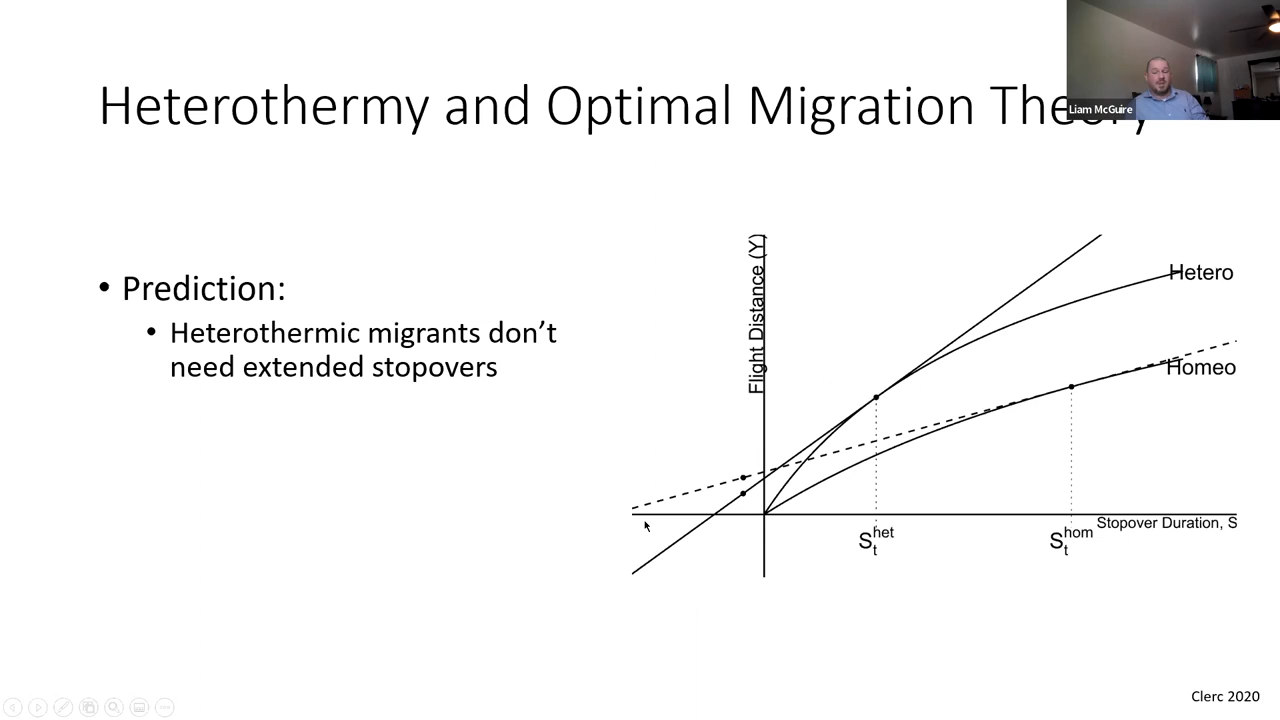 Heterothermy and Optimal Migration Theory
Liam McGuire
• Prediction:
• Heterothermic migrants don’t
need extended stopovers
Flight Distance (Y)
Hetero
Homeo
Stopover Duration, S
S_t^het
S_t^hom
Clerc 2020